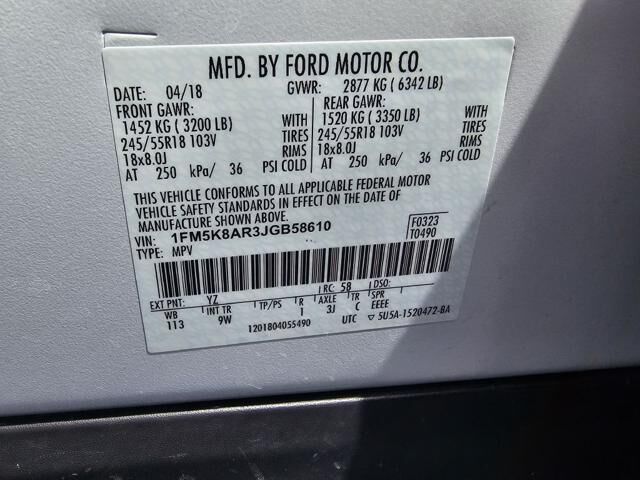 MFD. BY FORD MOTOR CO.
DATE: 04/18 GVWR: 2877 KG ( 6342 LB)
FRONT GAWR: REAR GAWR:
1452 KG ( 3200 LB) WITH 1520 KG ( 3350 LB) WITH
245/55R18 103V TIRES 245/55R18 103V TIRES
18x8.0J RIMS 18x8.0J RIMS
AT 250 kPa/ 36 PSI COLD AT 250 kPa/ 36 PSI COLD
THIS VEHICLE CONFORMS TO ALL APPLICABLE FEDERAL MOTOR
VEHICLE SAFETY STANDARDS IN EFFECT ON THE DATE OF
MANUFACTURE SHOWN ABOVE.
VIN: 1FM5K8AR3JGB58610 F0323
TYPE: MPV T0490
EXT PNT: YZ RC: 58 DSO:
WB INT TR TP/PS R AXLE TR SPR
113 9W 1 3J C EEEE
1201804055490 UTC ▽ 5U5A-1520472-BA